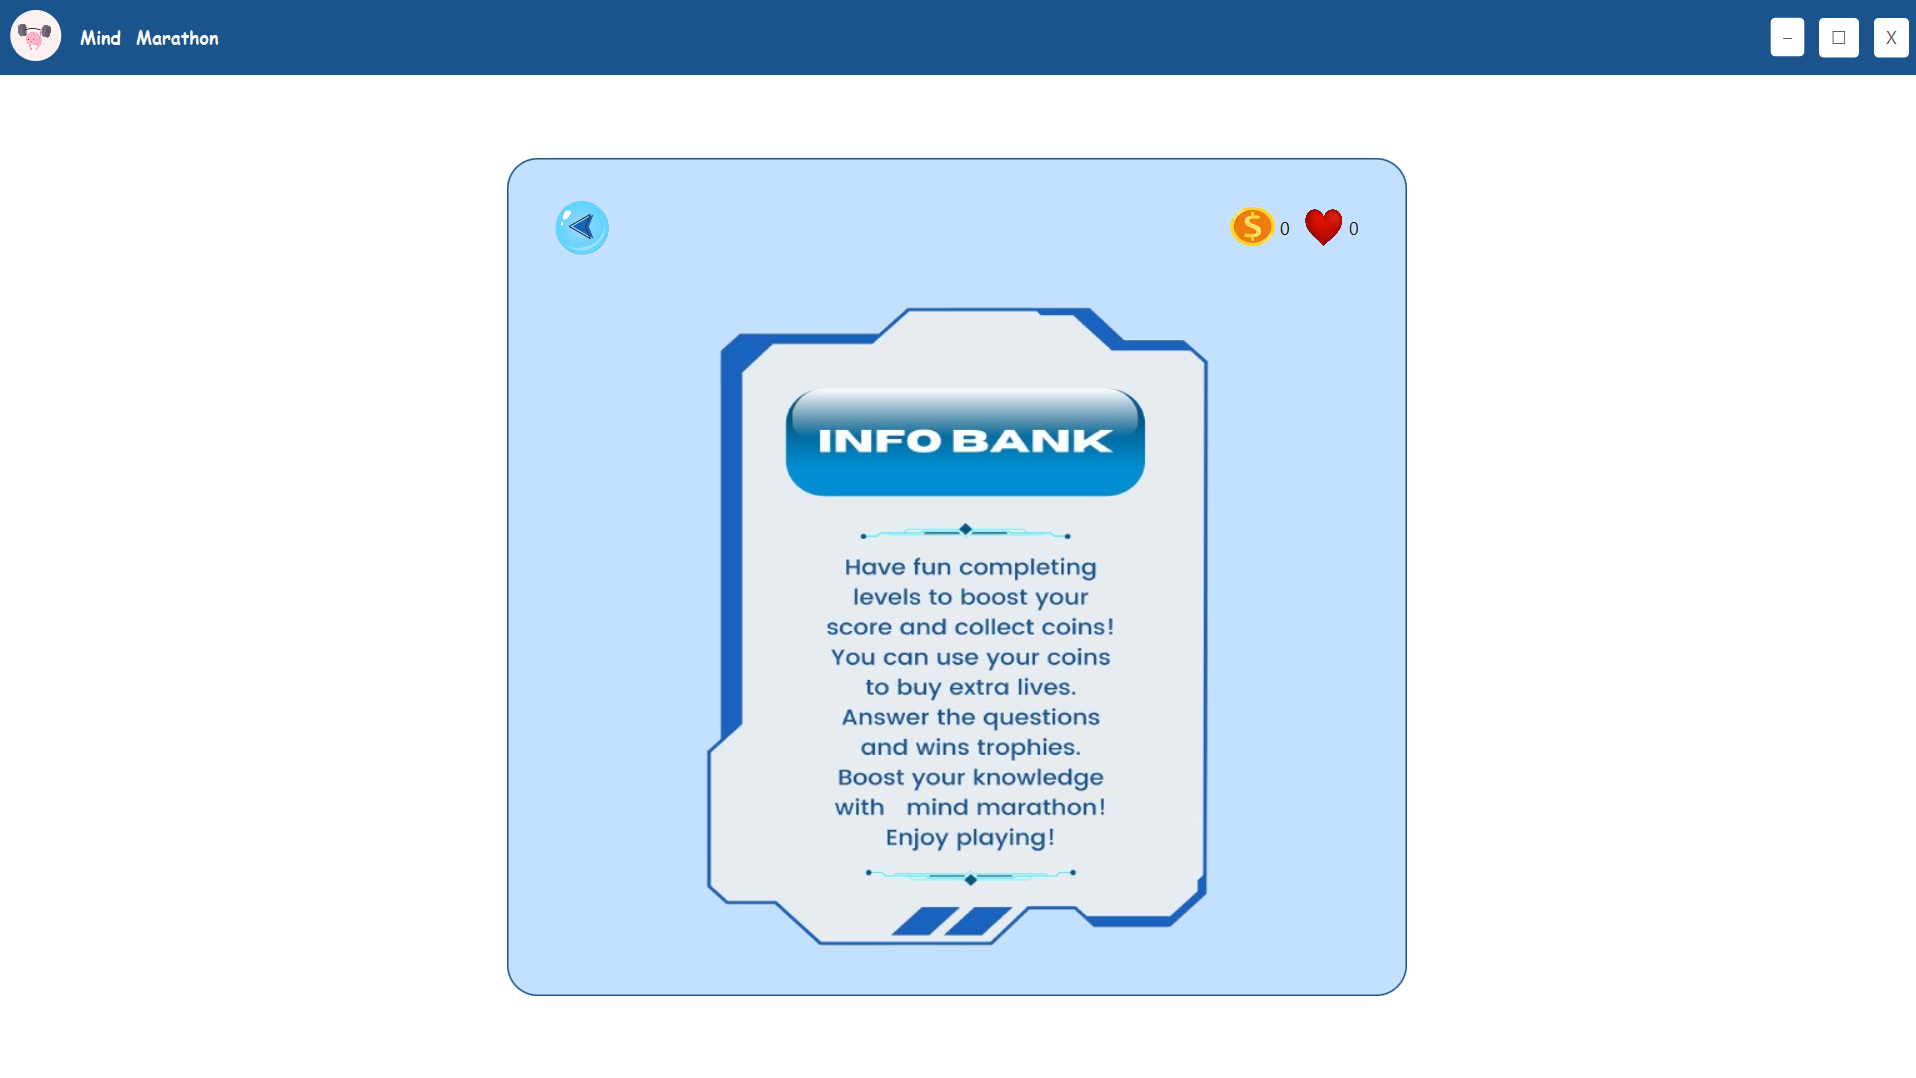 Mind Marathon
– □ X
$ 0 0
INFO BANK
Have fun completing
levels to boost your
score and collect coins!
You can use your coins
to buy extra lives.
Answer the questions
and wins trophies.
Boost your knowledge
with mind marathon!
Enjoy playing!